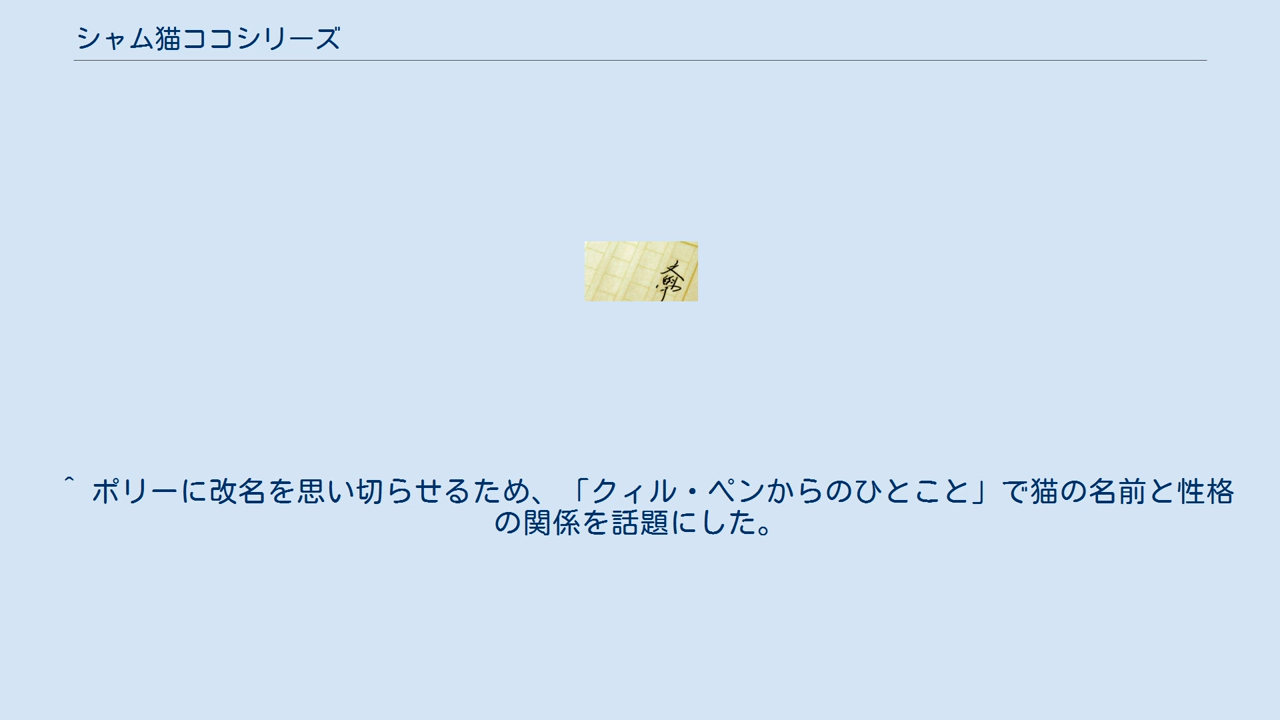 シャム猫ココシリーズ
^ ポリーに改名を思い切らせるため、「クィル・ペンからのひとこと」で猫の名前と性格
の関係を話題にした。